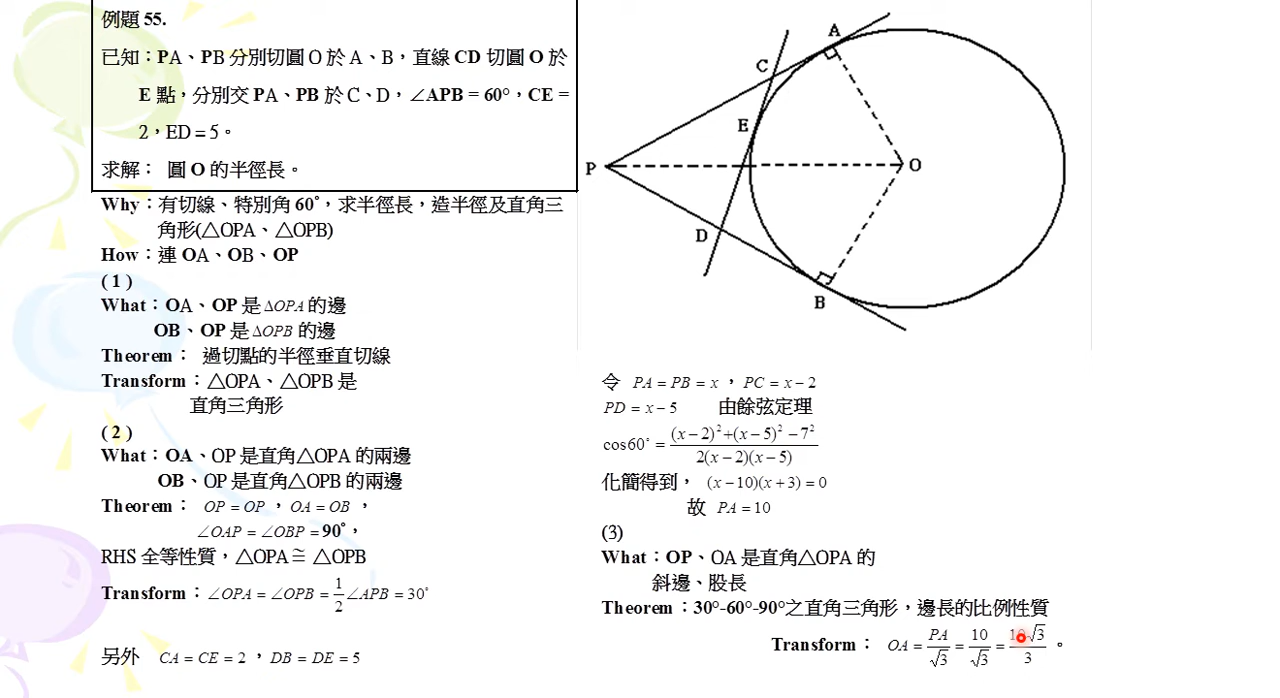 例題 55.
已知：PA、PB 分別切圓 O 於 A、B，直線 CD 切圓 O 於
E 點，分別交 PA、PB 於 C、D，∠APB = 60°，CE =
2，ED = 5。
求解： 圓 O 的半徑長。
Why：有切線、特別角 60°，求半徑長，造半徑及直角三
角形(△OPA、△OPB)
How：連 OA、OB、OP
( 1 )
What：OA、OP 是 ΔOPA 的邊
OB、OP 是 ΔOPB 的邊
Theorem： 過切點的半徑垂直切線
Transform：△OPA、△OPB 是
直角三角形
( 2 )
What：OA、OP 是直角△OPA 的兩邊
OB、OP 是直角△OPB 的兩邊
Theorem： OP = OP ，OA = OB ，
∠OAP = ∠OBP = 90°，
RHS 全等性質，△OPA ≅ △OPB
Transform：∠OPA = ∠OPB = 1/2 ∠APB = 30°
另外 CA = CE = 2 ，DB = DE = 5
A
C
E
P
O
D
B
令 PA = PB = x ，PC = x − 2
PD = x − 5 由餘弦定理
cos60° = ((x − 2)² + (x − 5)² − 7²) / (2(x − 2)(x − 5))
化簡得到， (x − 10)(x + 3) = 0
故 PA = 10
(3)
What：OP、OA 是直角△OPA 的
斜邊、股長
Theorem：30°-60°-90°之直角三角形，邊長的比例性質
Transform： OA = PA/√3 = 10/√3 = 10√3/3 。